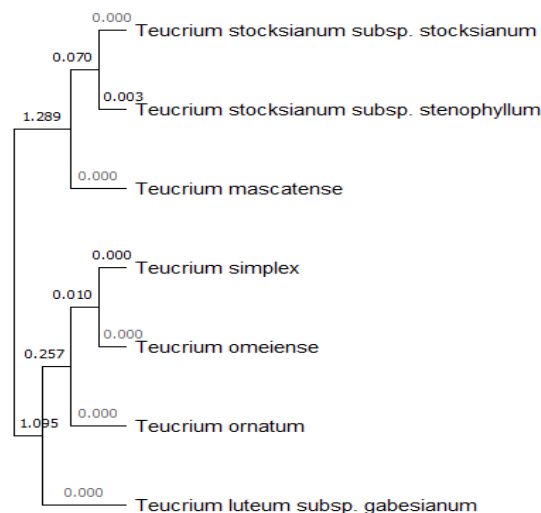 0.000
Teucrium stocksianum subsp. stocksianum
0.070
0.003
Teucrium stocksianum subsp. stenophyllum
1.289
0.000
Teucrium mascatense
0.000
Teucrium simplex
0.010
0.000
Teucrium omeiense
0.257
0.000
Teucrium ornatum
1.095
0.000
Teucrium luteum subsp. gabesianum